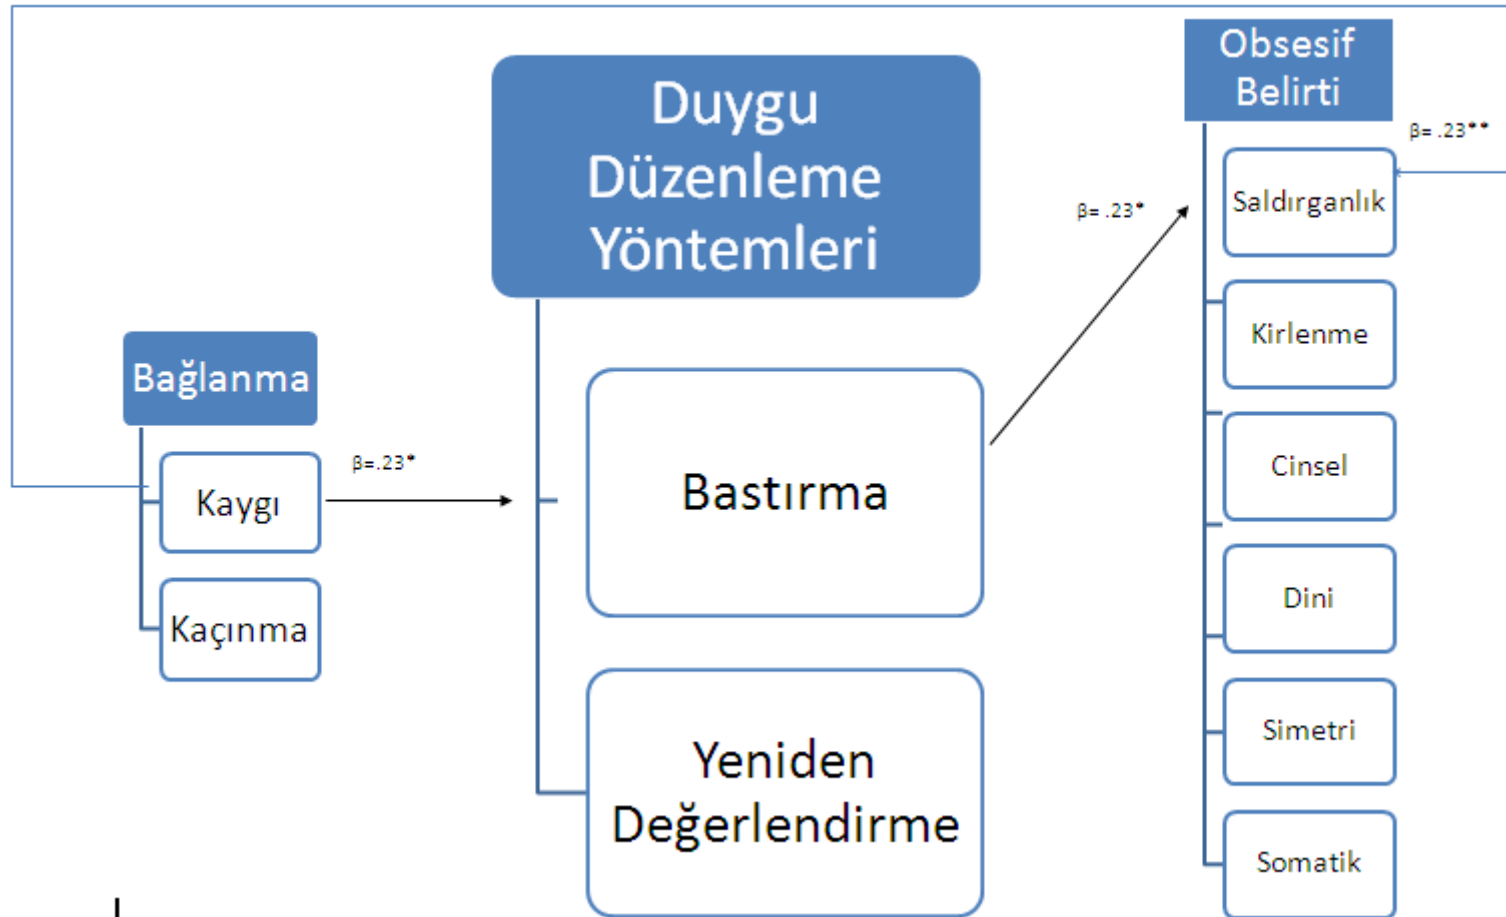 Duygu
Düzenleme
Yöntemleri
Obsesif
Belirti
β= .23**
Saldırganlık
β= .23*
Kirlenme
Bağlanma
Kaygı
β=.23*
Bastırma
Cinsel
Kaçınma
Dini
Yeniden
Değerlendirme
Simetri
Somatik